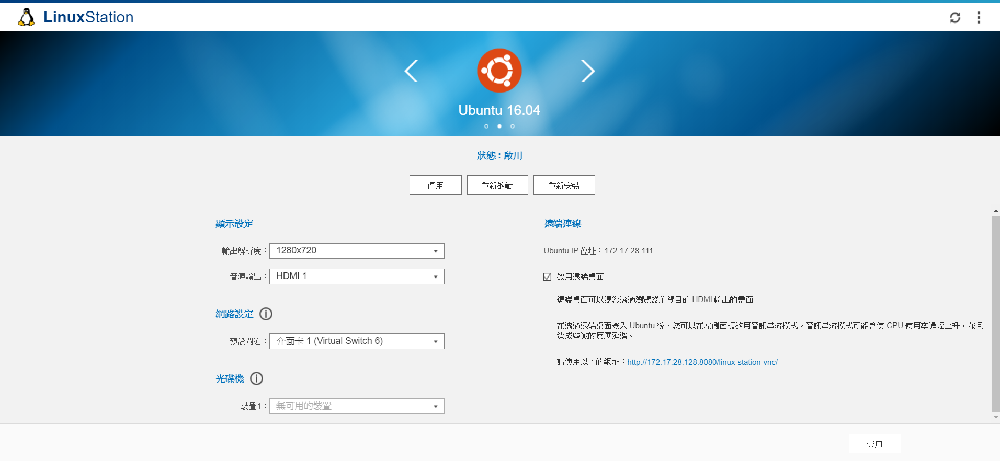 LinuxStation
Ubuntu 16.04
狀態 : 啟用
停用
重新啟動
重新安裝
顯示設定
輸出解析度：
1280x720
音源輸出：
HDMI 1
網路設定
預設閘道：
介面卡 1 (Virtual Switch 6)
光碟機
裝置1：
無可用的裝置
遠端連線
Ubuntu IP 位址：172.17.28.111
啟用遠端桌面
遠端桌面可以讓您透過瀏覽器瀏覽目前 HDMI 輸出的畫面
在透過遠端桌面登入 Ubuntu 後，您可以在左側面板啟用音訊串流模式。音訊串流模式可能會使 CPU 使用率微幅上升，並且
造成些微的反應延遲。
請使用以下的網址：http://172.17.28.128:8080/linux-station-vnc/
套用